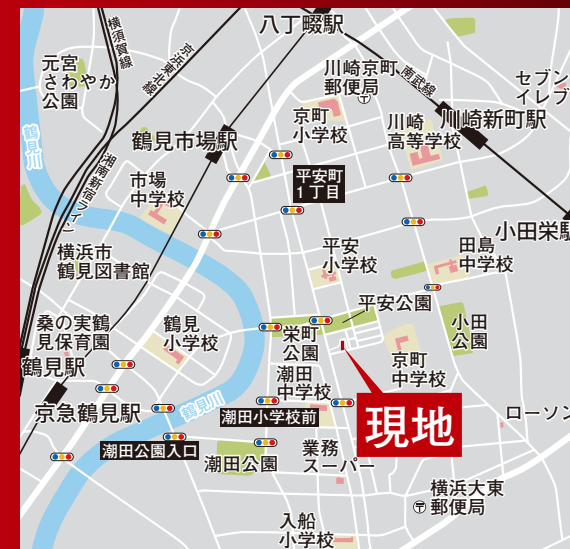 八丁畷駅
横須賀線
京浜東北線
元宮
さわやか
公園
川崎京町
郵便局
南武線
セブン
イレブ
京町
小学校
川崎
高等学校
川崎新町駅
鶴見川
鶴見市場駅
湘南新宿ライン
市場
中学校
平安町
1丁目
小田栄駅
横浜市
鶴見図書館
平安
小学校
田島
中学校
平安公園
桑の実鶴
見保育園
鶴見
小学校
栄町
公園
小田
公園
鶴見駅
潮田
中学校
京町
中学校
京急鶴見駅
鶴見川
潮田小学校前
現地
ローソン
潮田公園入口
潮田公園
業務
スーパー
横浜大東
郵便局
入船
小学校